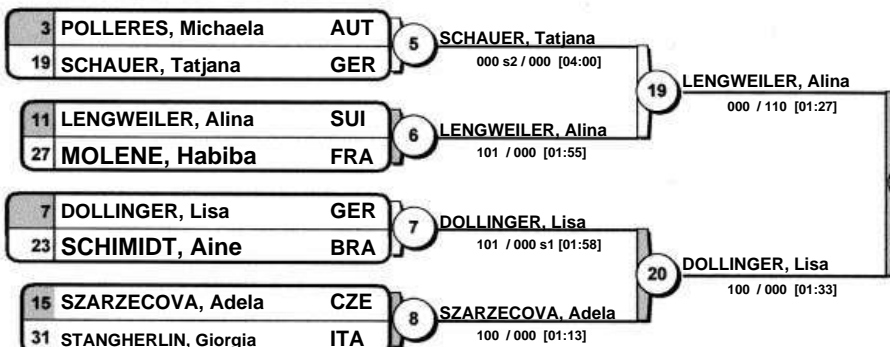 3 POLLERES, Michaela AUT
19 SCHAUER, Tatjana GER
5
SCHAUER, Tatjana
000 s2 / 000 [04:00]
11 LENGWEILER, Alina SUI
27 MOLENE, Habiba FRA
6
LENGWEILER, Alina
101 / 000 [01:55]
19
LENGWEILER, Alina
000 / 110 [01:27]
7 DOLLINGER, Lisa GER
23 SCHIMIDT, Aine BRA
7
DOLLINGER, Lisa
101 / 000 s1 [01:58]
15 SZARZECOVA, Adela CZE
31 STANGHERLIN, Giorgia ITA
8
SZARZECOVA, Adela
100 / 000 [01:13]
20
DOLLINGER, Lisa
100 / 000 [01:33]